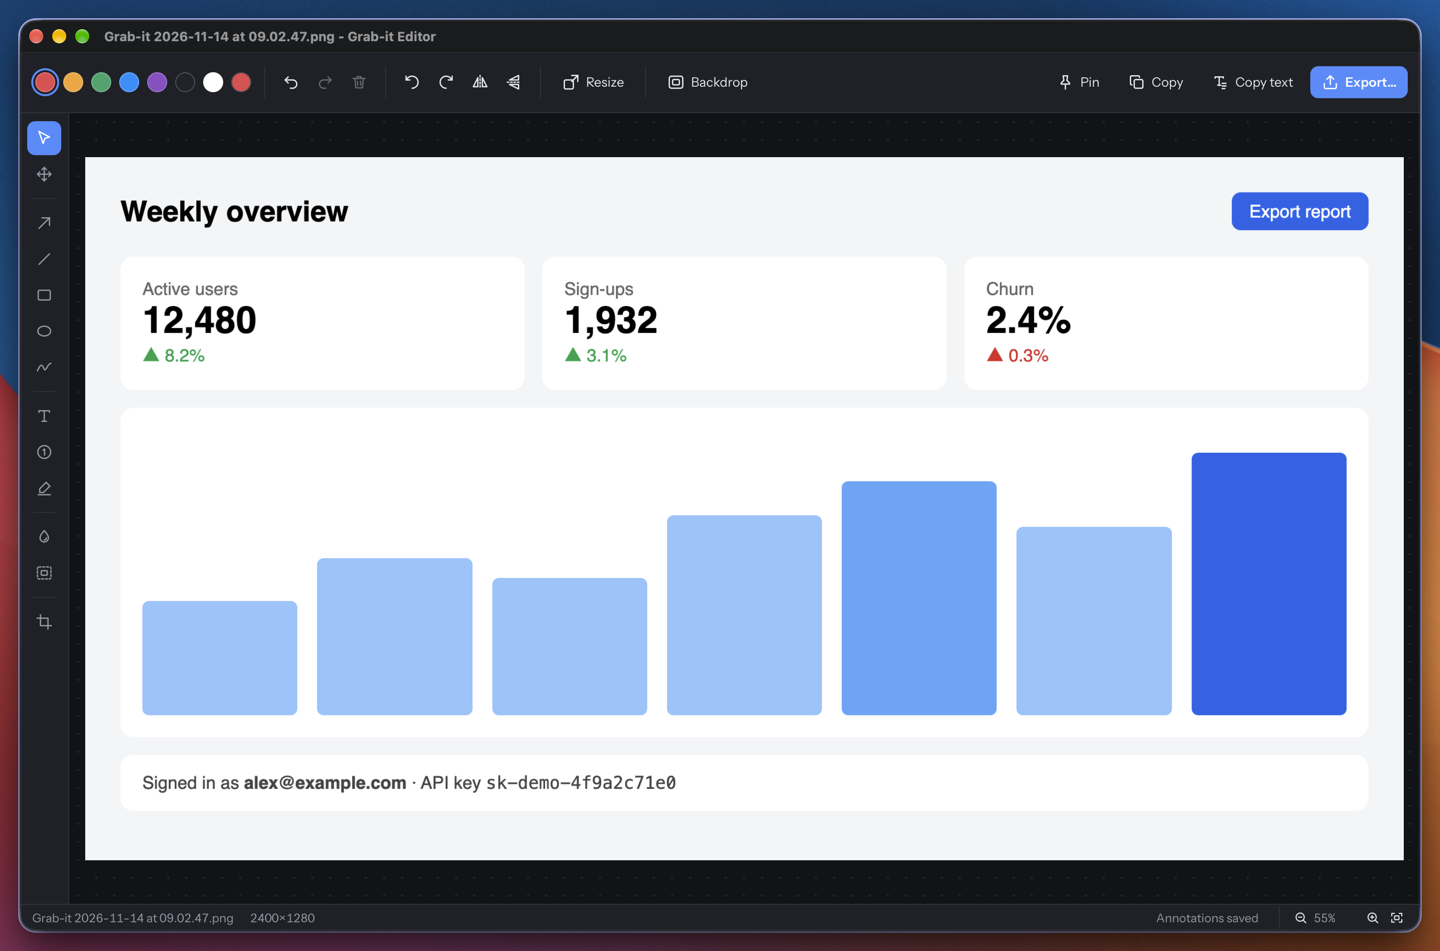 Grab-it 2026-11-14 at 09.02.47.png - Grab-it Editor
Resize
Backdrop
Pin
Copy
Copy text
Export...
Weekly overview
Export report
Active users
12,480
▲ 8.2%
Sign-ups
1,932
▲ 3.1%
Churn
2.4%
▲ 0.3%
Signed in as alex@example.com · API key sk-demo-4f9a2c71e0
Grab-it 2026-11-14 at 09.02.47.png
2400×1280
Annotations saved
55%